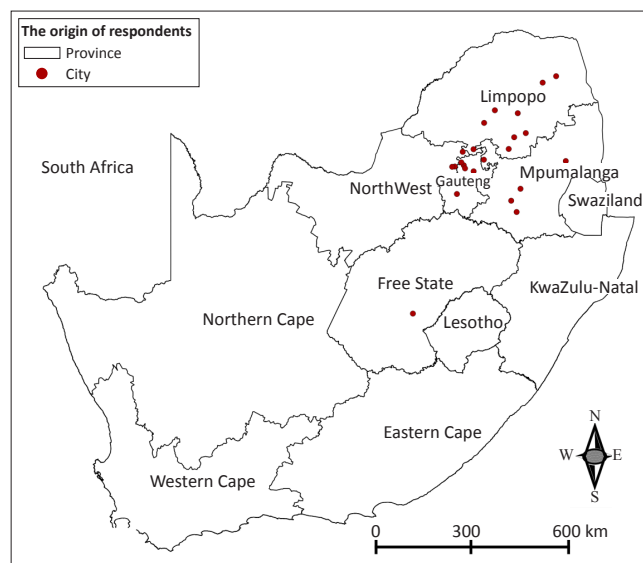 The origin of respondents
Province
City
South Africa
Limpopo
NorthWest
Gauteng
Mpumalanga
Swaziland
Free State
KwaZulu-Natal
Northern Cape
Lesotho
Eastern Cape
Western Cape
N
W E
S
0 300 600 km